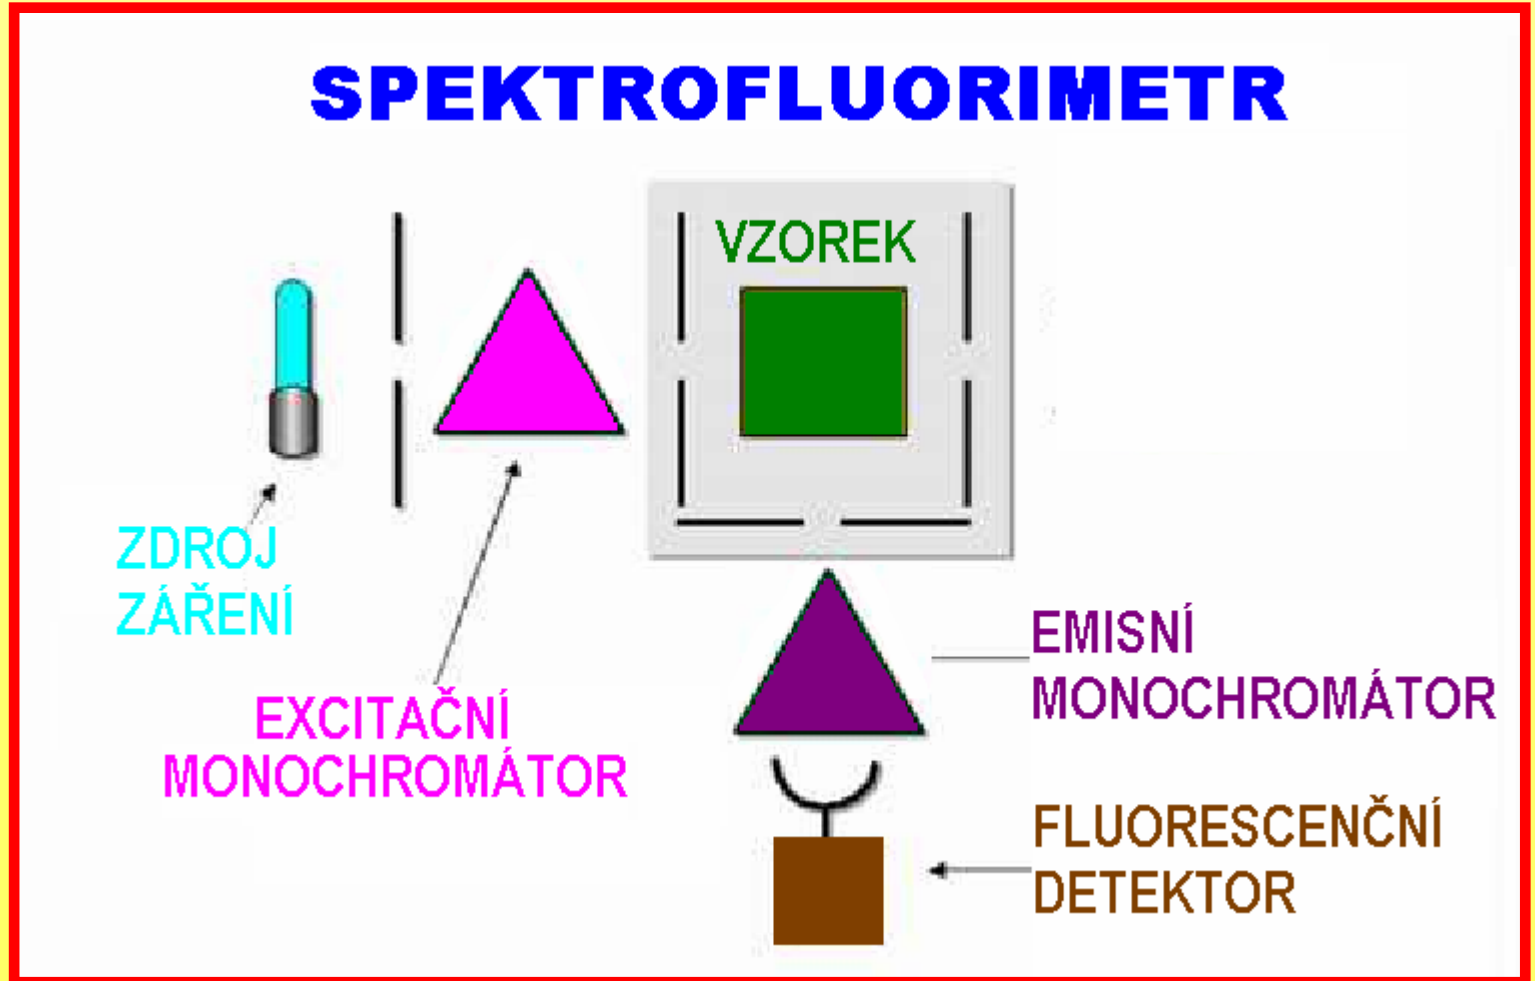 SPEKTROFLUORIMETR
VZOREK
ZDROJ
ZÁŘENÍ
EXCITAČNÍ
MONOCHROMÁTOR
EMISNÍ
MONOCHROMÁTOR
FLUORESCENČNÍ
DETEKTOR